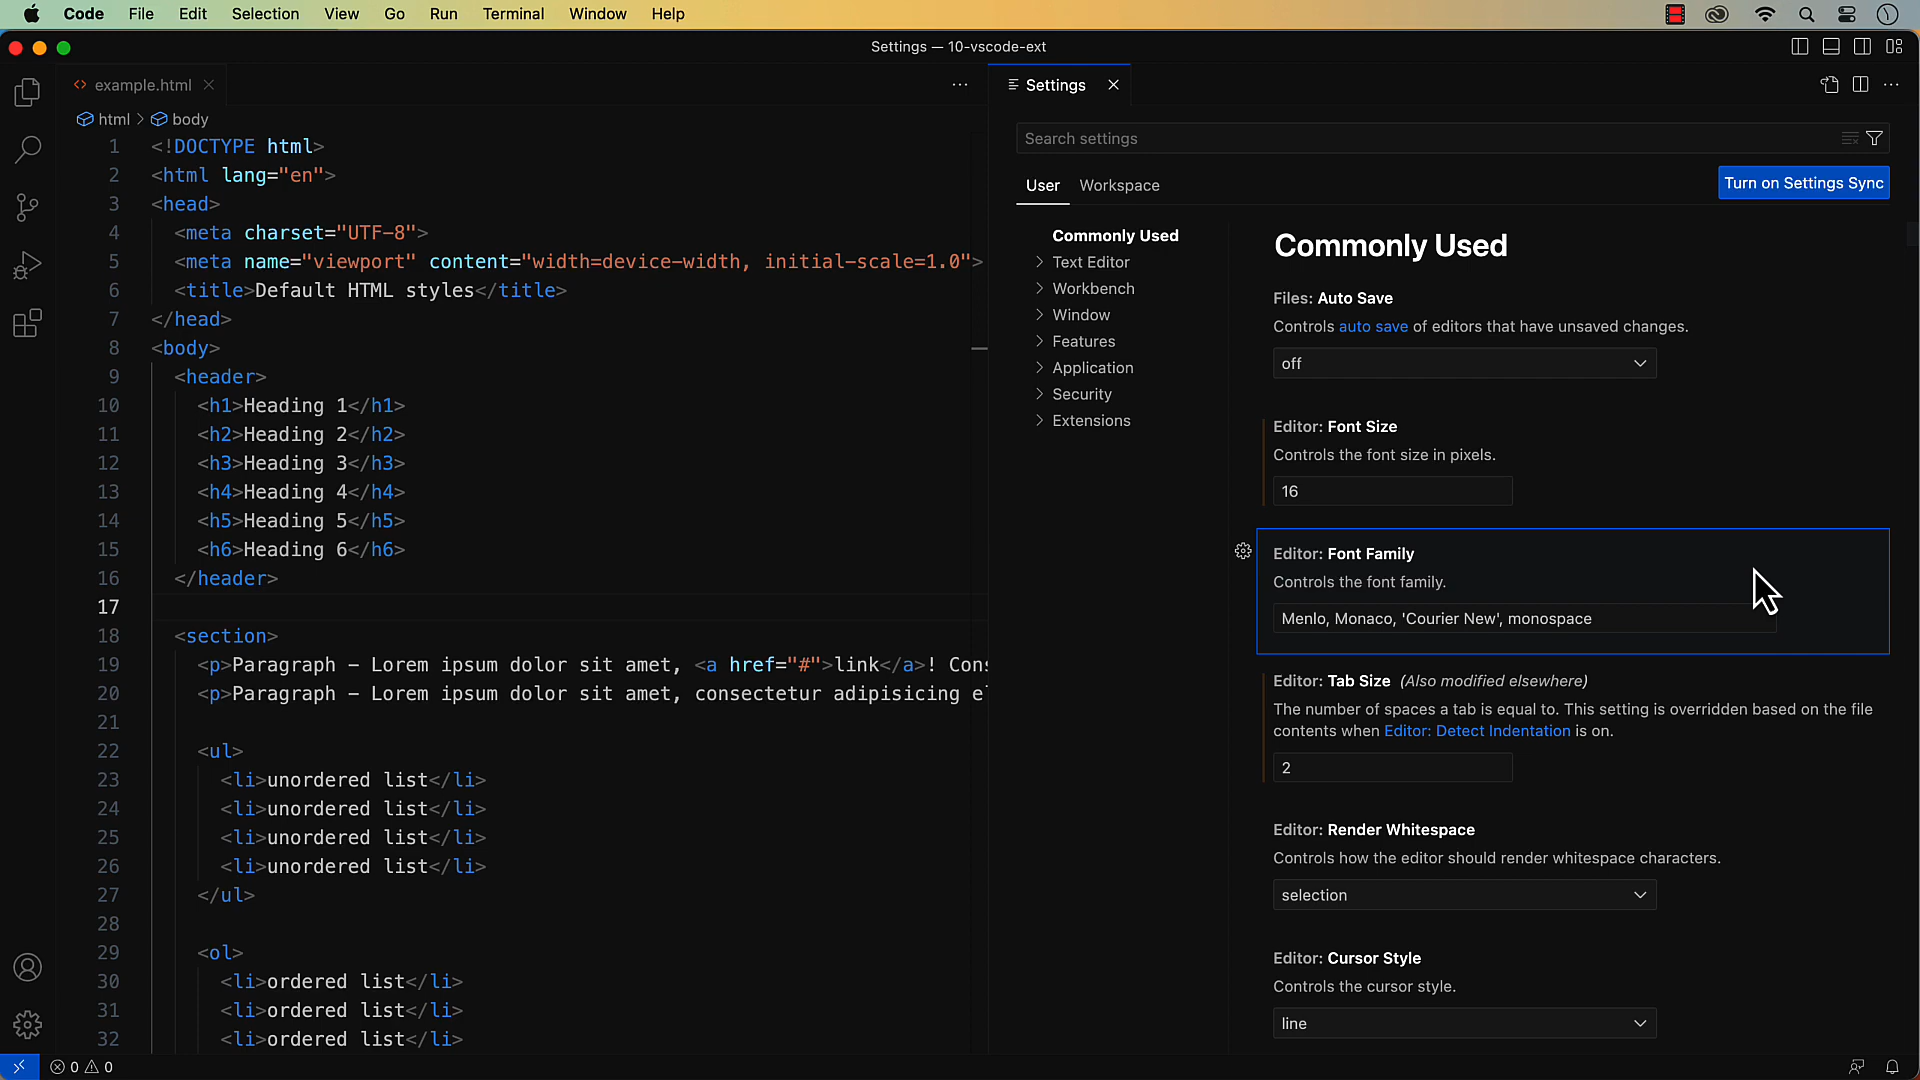 Code File Edit Selection View Go Run Terminal Window Help
Settings — 10-vscode-ext
example.html
html > body
1 <!DOCTYPE html>
2 <html lang="en">
3 <head>
4 <meta charset="UTF-8">
5 <meta name="viewport" content="width=device-width, initial-scale=1.0">
6 <title>Default HTML styles</title>
7 </head>
8 <body>
9 <header>
10 <h1>Heading 1</h1>
11 <h2>Heading 2</h2>
12 <h3>Heading 3</h3>
13 <h4>Heading 4</h4>
14 <h5>Heading 5</h5>
15 <h6>Heading 6</h6>
16 </header>
17
18 <section>
19 <p>Paragraph – Lorem ipsum dolor sit amet, <a href="#">link</a>! Cons
20 <p>Paragraph – Lorem ipsum dolor sit amet, consectetur adipisicing el
21
22 <ul>
23 <li>unordered list</li>
24 <li>unordered list</li>
25 <li>unordered list</li>
26 <li>unordered list</li>
27 </ul>
28
29 <ol>
30 <li>ordered list</li>
31 <li>ordered list</li>
32 <li>ordered list</li>
0 0
Settings
Search settings
User Workspace
Turn on Settings Sync
Commonly Used
Text Editor
Workbench
Window
Features
Application
Security
Extensions
Commonly Used
Files: Auto Save
Controls auto save of editors that have unsaved changes.
off
Editor: Font Size
Controls the font size in pixels.
16
Editor: Font Family
Controls the font family.
Menlo, Monaco, 'Courier New', monospace
Editor: Tab Size (Also modified elsewhere)
The number of spaces a tab is equal to. This setting is overridden based on the file
contents when Editor: Detect Indentation is on.
2
Editor: Render Whitespace
Controls how the editor should render whitespace characters.
selection
Editor: Cursor Style
Controls the cursor style.
line